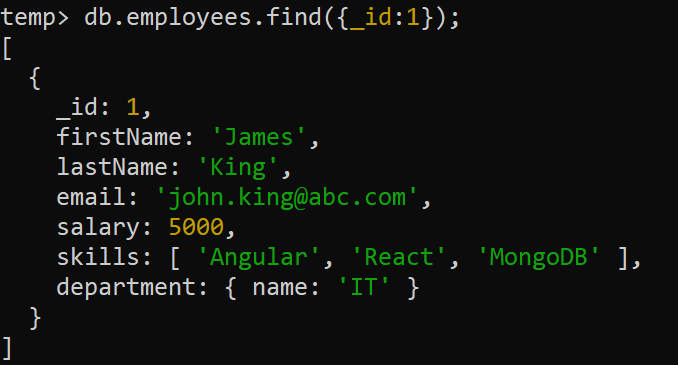 temp> db.employees.find({_id:1});
[
  {
    _id: 1,
    firstName: 'James',
    lastName: 'King',
    email: 'john.king@abc.com',
    salary: 5000,
    skills: [ 'Angular', 'React', 'MongoDB' ],
    department: { name: 'IT' }
  }
]